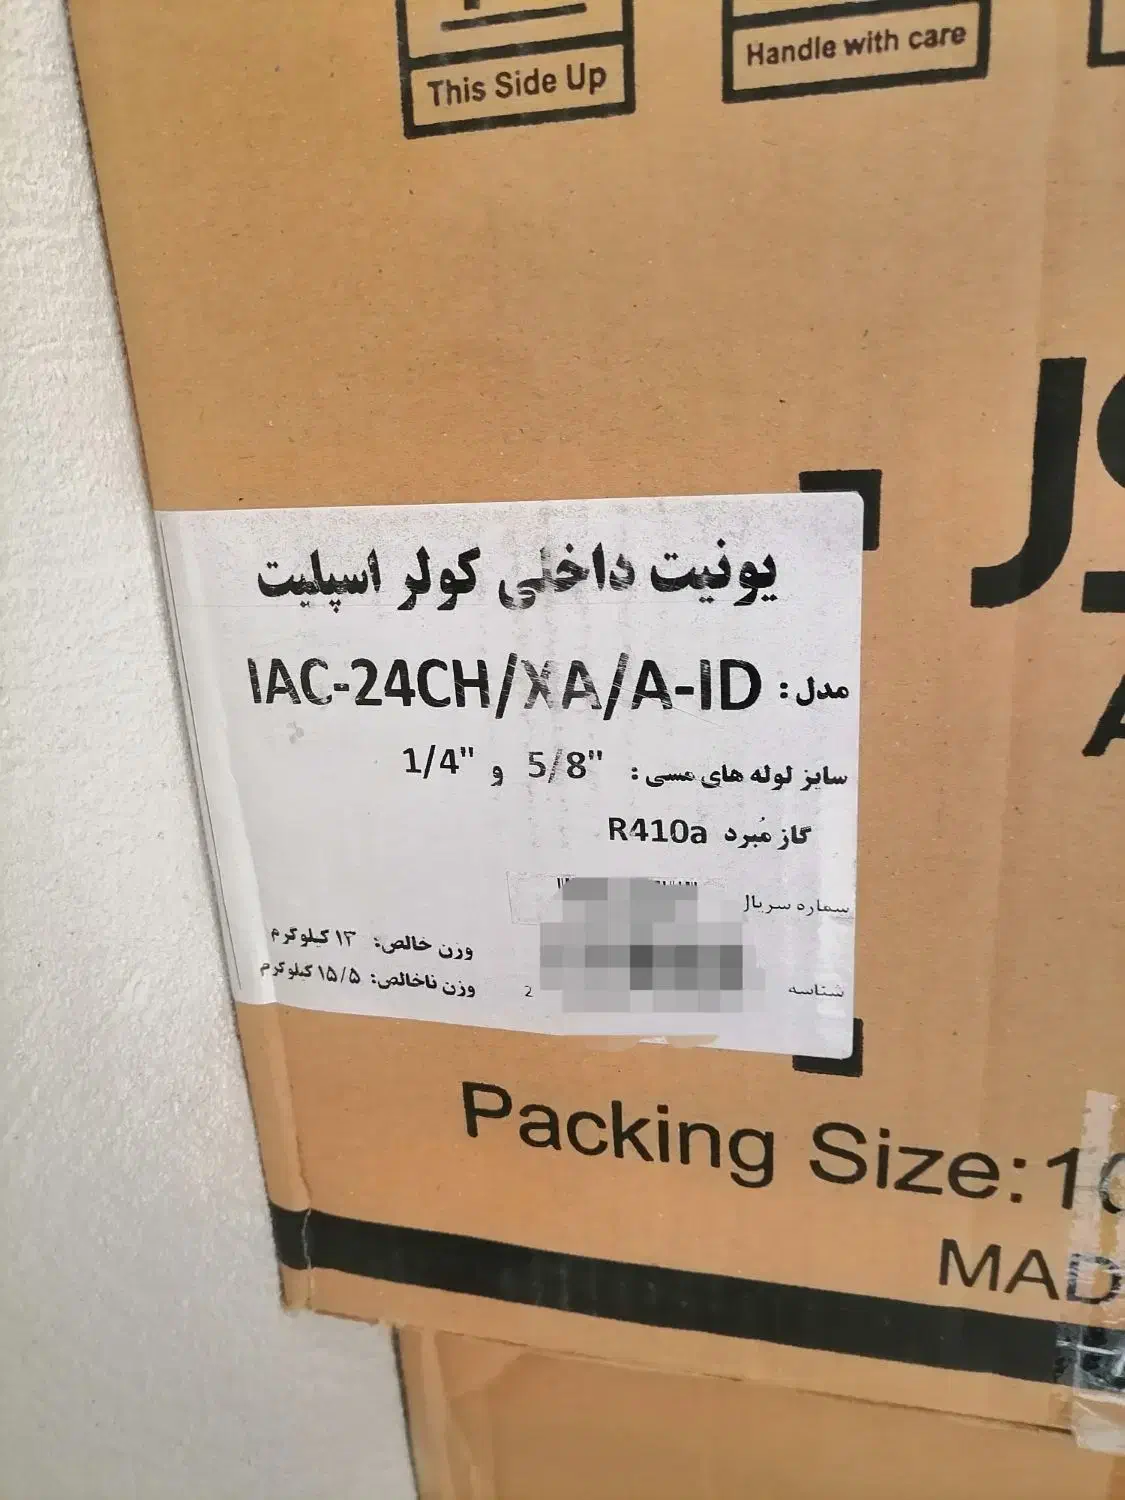 This Side Up
Handle with care
یونیت داخلی کولر اسپلیت
مدل: IAC-24CH/XA/A-ID
سایز لوله های مسی: 5/8" و 1/4"
گاز مُبرد R410a
شماره سریال
شناسه 2
وزن خالص: ۱۳ کیلوگرم
وزن ناخالص: ۱۵/۵ کیلوگرم
Packing Size: